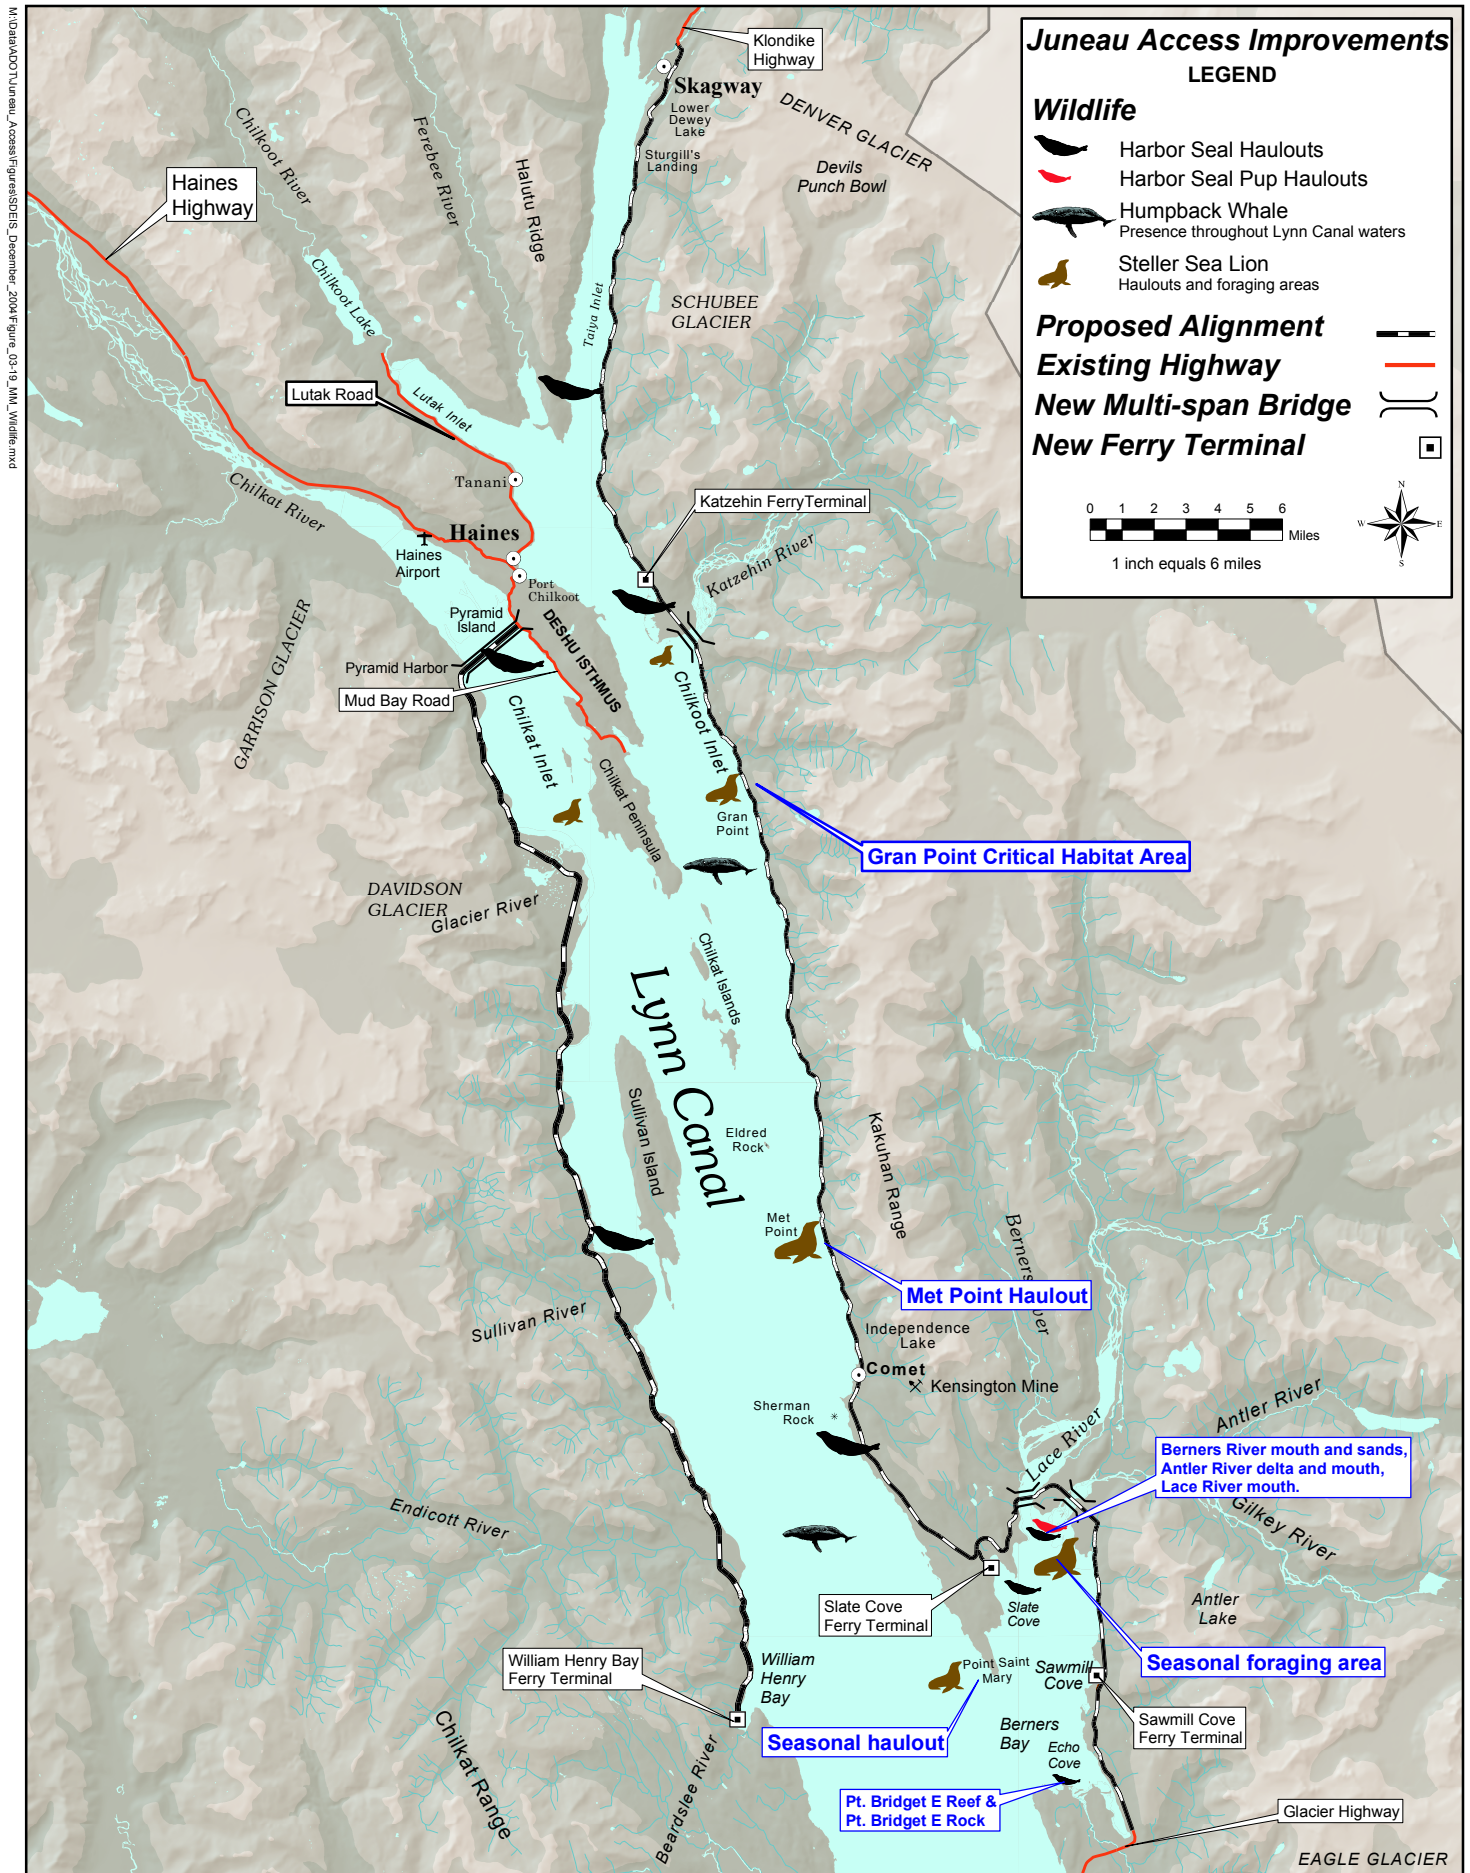 M:\Data\ADOT\Juneau_Access\Figures\SDEIS_December_2004\Figure_03-19_MM_Wildlife.mxd
Juneau Access Improvements
LEGEND
Wildlife
Harbor Seal Haulouts
Harbor Seal Pup Haulouts
Humpback Whale
Presence throughout Lynn Canal waters
Steller Sea Lion
Haulouts and foraging areas
Proposed Alignment
Existing Highway
New Multi-span Bridge
New Ferry Terminal
0 1 2 3 4 5 6
Miles
1 inch equals 6 miles
N
W
E
S
Klondike
Highway
Skagway
Lower
Dewey
Lake
Sturgill's
Landing
DENVER GLACIER
Devils
Punch Bowl
Chilkoot River
Ferebee River
Halutu Ridge
Haines
Highway
Chilkoot Lake
Taiya Inlet
SCHUBEE
GLACIER
Lutak Road
Lutak Inlet
Tanani
Chilkat River
Katzehin FerryTerminal
Haines
Haines
Airport
Katzehin River
Port
Chilkoot
Pyramid
Island
DESHU ISTHMUS
GARRISON GLACIER
Pyramid Harbor
Mud Bay Road
Chilkat Inlet
Chilkoot Inlet
Chilkat Peninsula
Gran
Point
Gran Point Critical Habitat Area
DAVIDSON
GLACIER
Glacier River
Chilkat Islands
Lynn Canal
Sullivan Island
Eldred
Rock
Kakuhan Range
Met
Point
Berners River
Met Point Haulout
Sullivan River
Independence
Lake
Comet
Kensington Mine
Sherman
Rock
Antler River
Lace River
Berners River mouth and sands,
Antler River delta and mouth,
Lace River mouth.
Endicott River
Gilkey River
Slate Cove
Ferry Terminal
Slate
Cove
Antler
Lake
William Henry Bay
Ferry Terminal
William
Henry
Bay
Point Saint
Mary
Sawmill
Cove
Seasonal foraging area
Seasonal haulout
Berners
Bay
Sawmill Cove
Ferry Terminal
Echo
Cove
Chilkat Range
Beardslee River
Pt. Bridget E Reef &
Pt. Bridget E Rock
Glacier Highway
EAGLE GLACIER